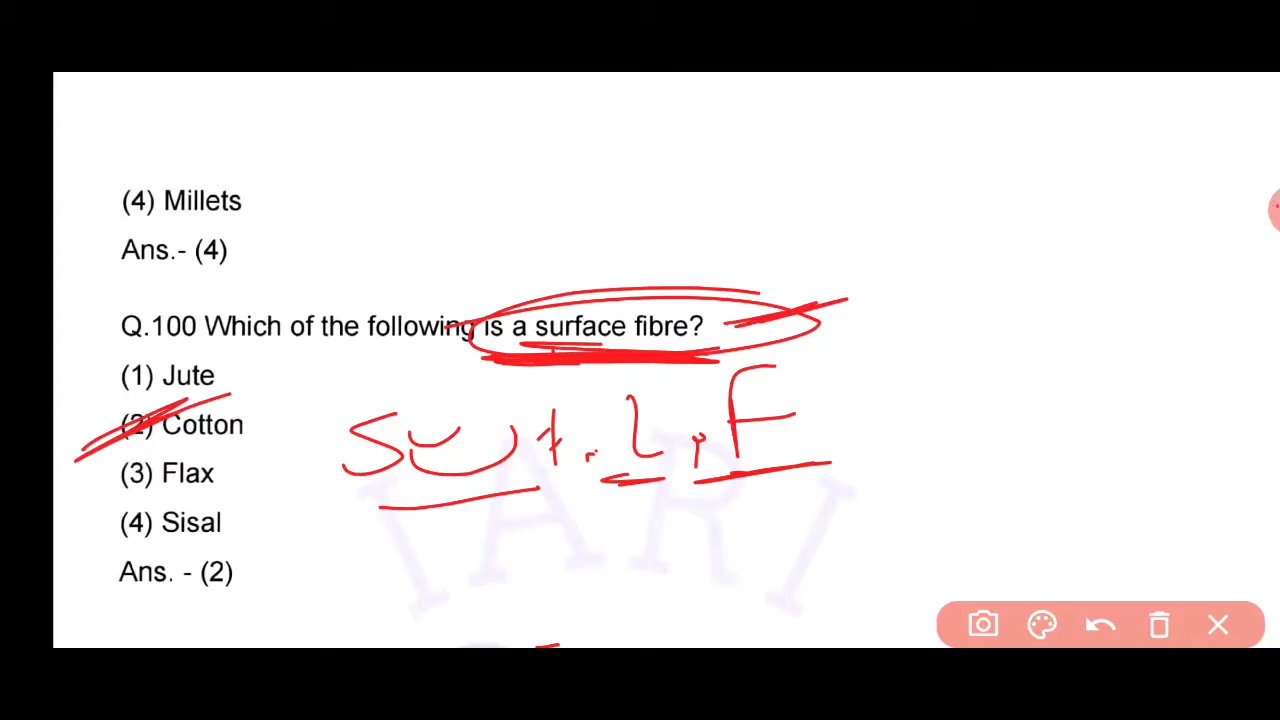 (4) Millets
Ans.- (4)
Q.100 Which of the following is a surface fibre?
(1) Jute
(2) Cotton
(3) Flax
(4) Sisal
Ans. - (2)
IARI